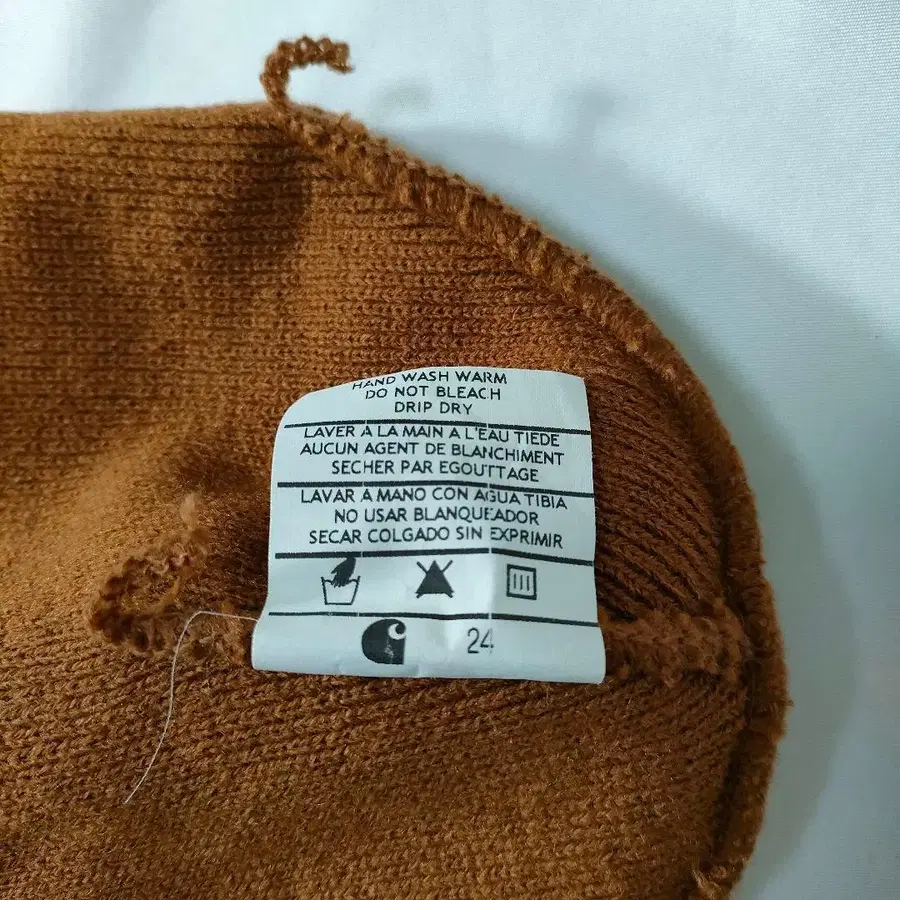 HAND WASH WARM
DO NOT BLEACH
DRIP DRY
LAVER A LA MAIN A L'EAU TIEDE
AUCUN AGENT DE BLANCHIMENT
SECHER PAR EGOUTTAGE
LAVAR A MANO CON AGUA TIBIA
NO USAR BLANQUEADOR
SECAR COLGADO SIN EXPRIMIR
24